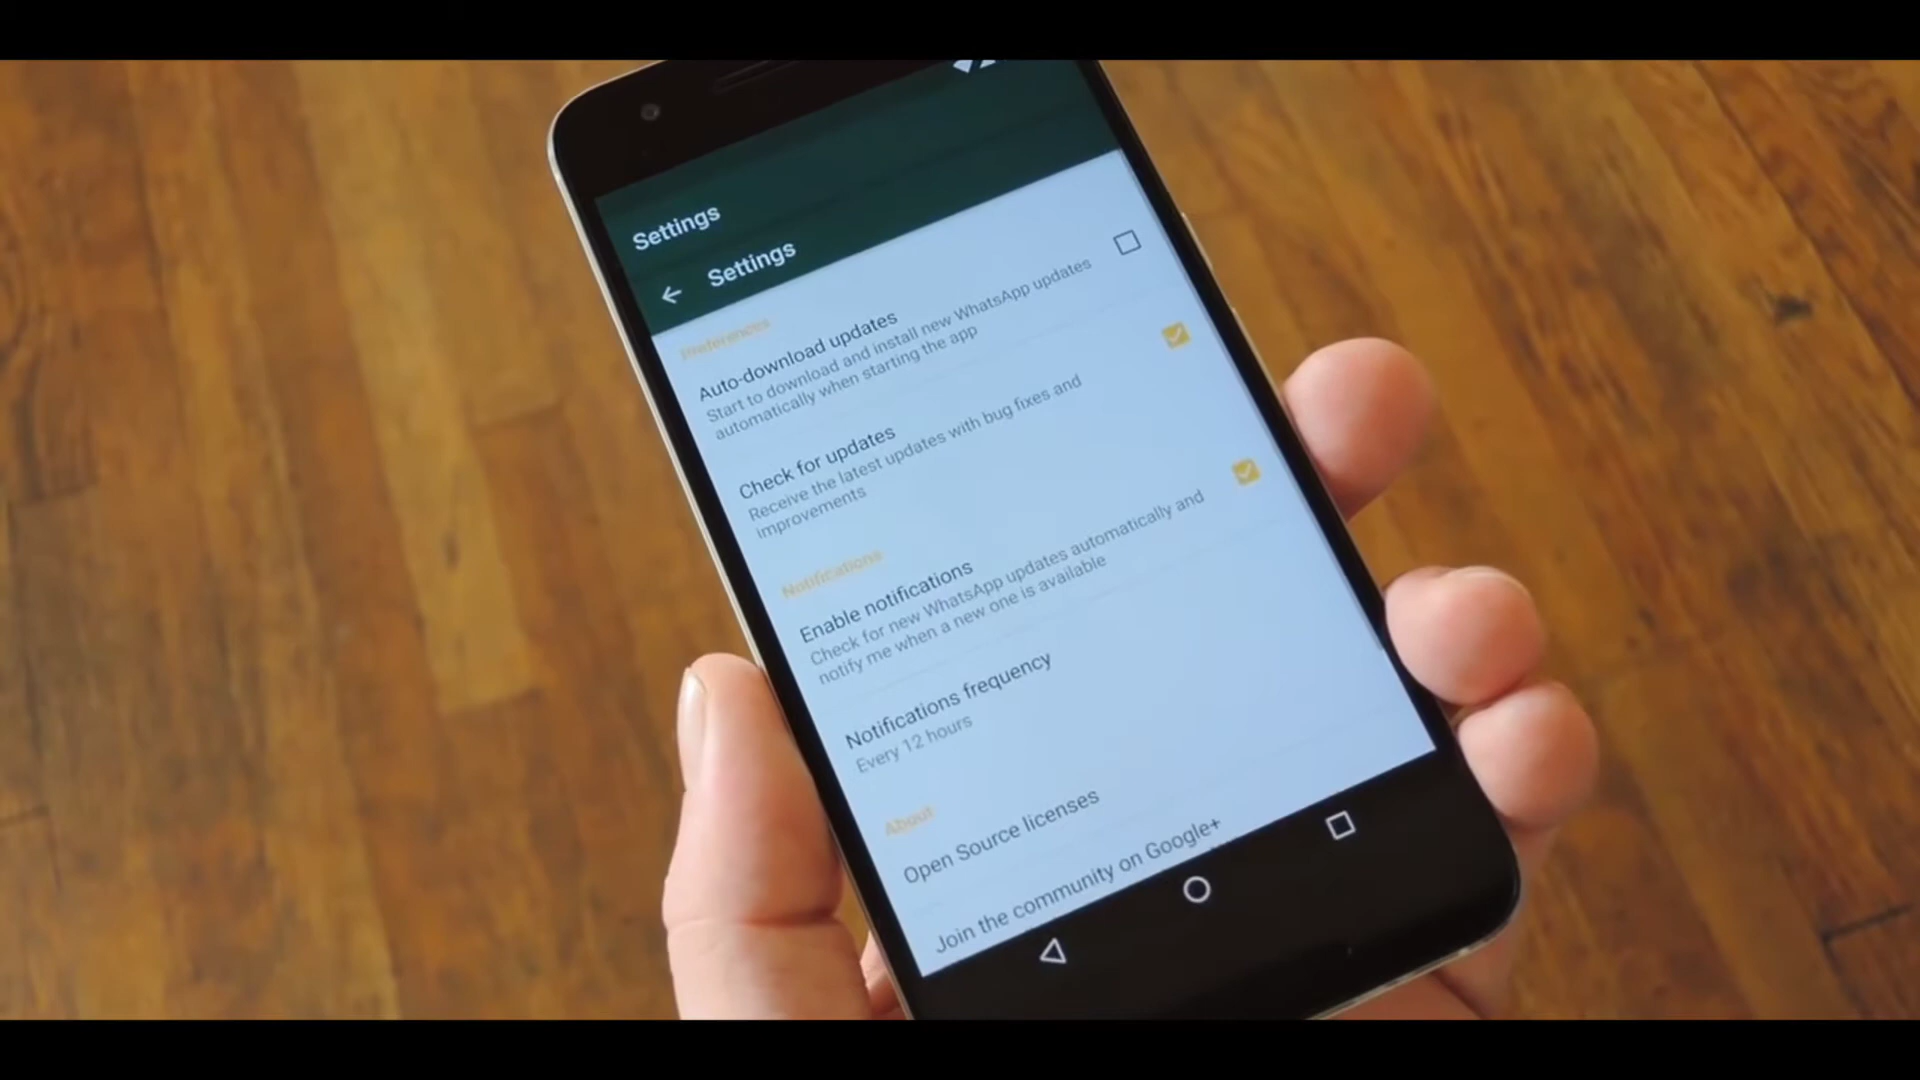 Settings
Settings
Preferences
Auto-download updates
Start to download and install new WhatsApp updates
automatically when starting the app
Check for updates
Receive the latest updates with bug fixes and
improvements
Notifications
Enable notifications
Check for new WhatsApp updates automatically and
notify me when a new one is available
Notifications frequency
Every 12 hours
About
Open Source licenses
Join the community on Google+